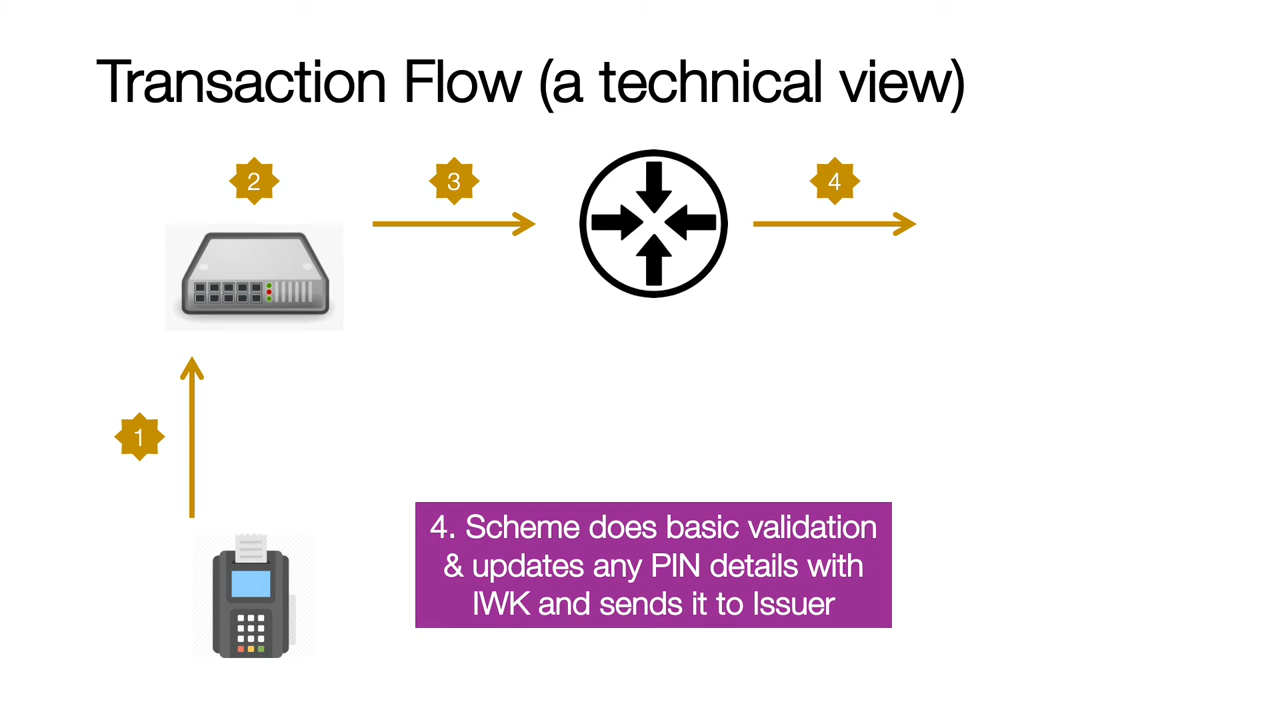 Transaction Flow (a technical view)
2
3
4
1
4. Scheme does basic validation
& updates any PIN details with
IWK and sends it to Issuer